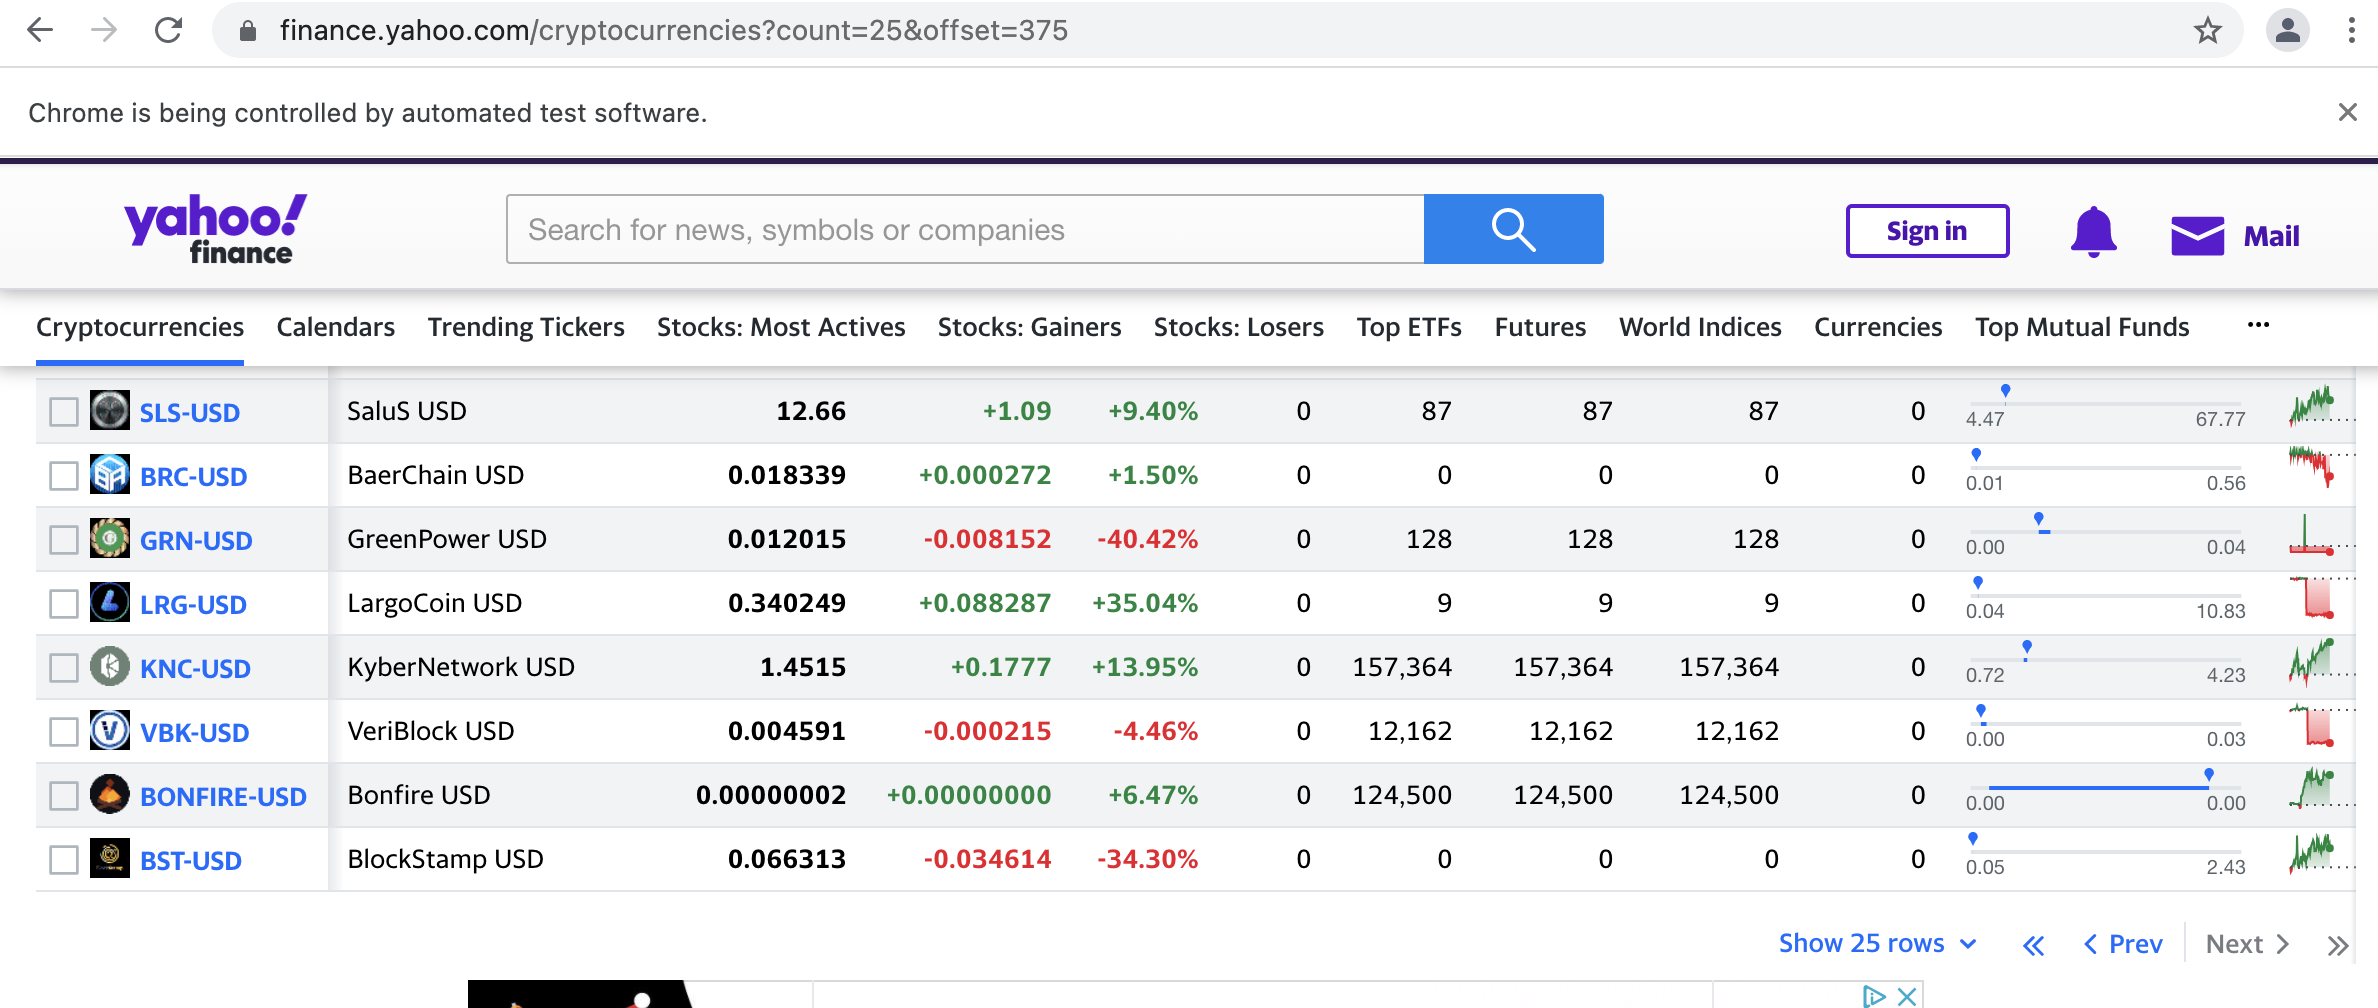 finance.yahoo.com/cryptocurrencies?count=25&offset=375
Chrome is being controlled by automated test software.
yahoo! finance
Search for news, symbols or companies
Sign in
Mail
Cryptocurrencies Calendars Trending Tickers Stocks: Most Actives Stocks: Gainers Stocks: Losers Top ETFs Futures World Indices Currencies Top Mutual Funds ...
SLS-USD SaluS USD 12.66 +1.09 +9.40% 0 87 87 87 0 4.47 67.77
BRC-USD BaerChain USD 0.018339 +0.000272 +1.50% 0 0 0 0 0 0.01 0.56
GRN-USD GreenPower USD 0.012015 -0.008152 -40.42% 0 128 128 128 0 0.00 0.04
LRG-USD LargoCoin USD 0.340249 +0.088287 +35.04% 0 9 9 9 0 0.04 10.83
KNC-USD KyberNetwork USD 1.4515 +0.1777 +13.95% 0 157,364 157,364 157,364 0 0.72 4.23
VBK-USD VeriBlock USD 0.004591 -0.000215 -4.46% 0 12,162 12,162 12,162 0 0.00 0.03
BONFIRE-USD Bonfire USD 0.00000002 +0.00000000 +6.47% 0 124,500 124,500 124,500 0 0.00 0.00
BST-USD BlockStamp USD 0.066313 -0.034614 -34.30% 0 0 0 0 0 0.05 2.43
Show 25 rows Prev Next